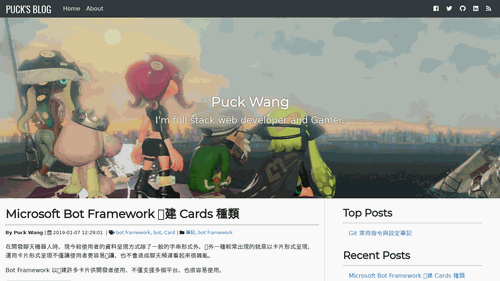 PUCK'S BLOG
Home
About
Puck Wang
I'm full stack web developer and Gamer.
Microsoft Bot Framework 建 Cards 種類
By Puck Wang | 2019-01-07 12:29:01 | bot framework, bot, Card | 筆記, bot framework
在開發聊天機器人時，現今給使用者的資料呈現方式除了一般的字串形式外，外一種較常出現的就是以卡片形式呈現，
運用卡片形式呈現不僅讓使用者更容易讀，也不會造成聊天頻道看起來很雜亂。
Bot Framework 以建許多卡片供開發者使用，不僅支援多個平台，也很容易使用。
Top Posts
Git 常用指令與設定筆記
Recent Posts
Microsoft Bot Framework 建 Cards 種類